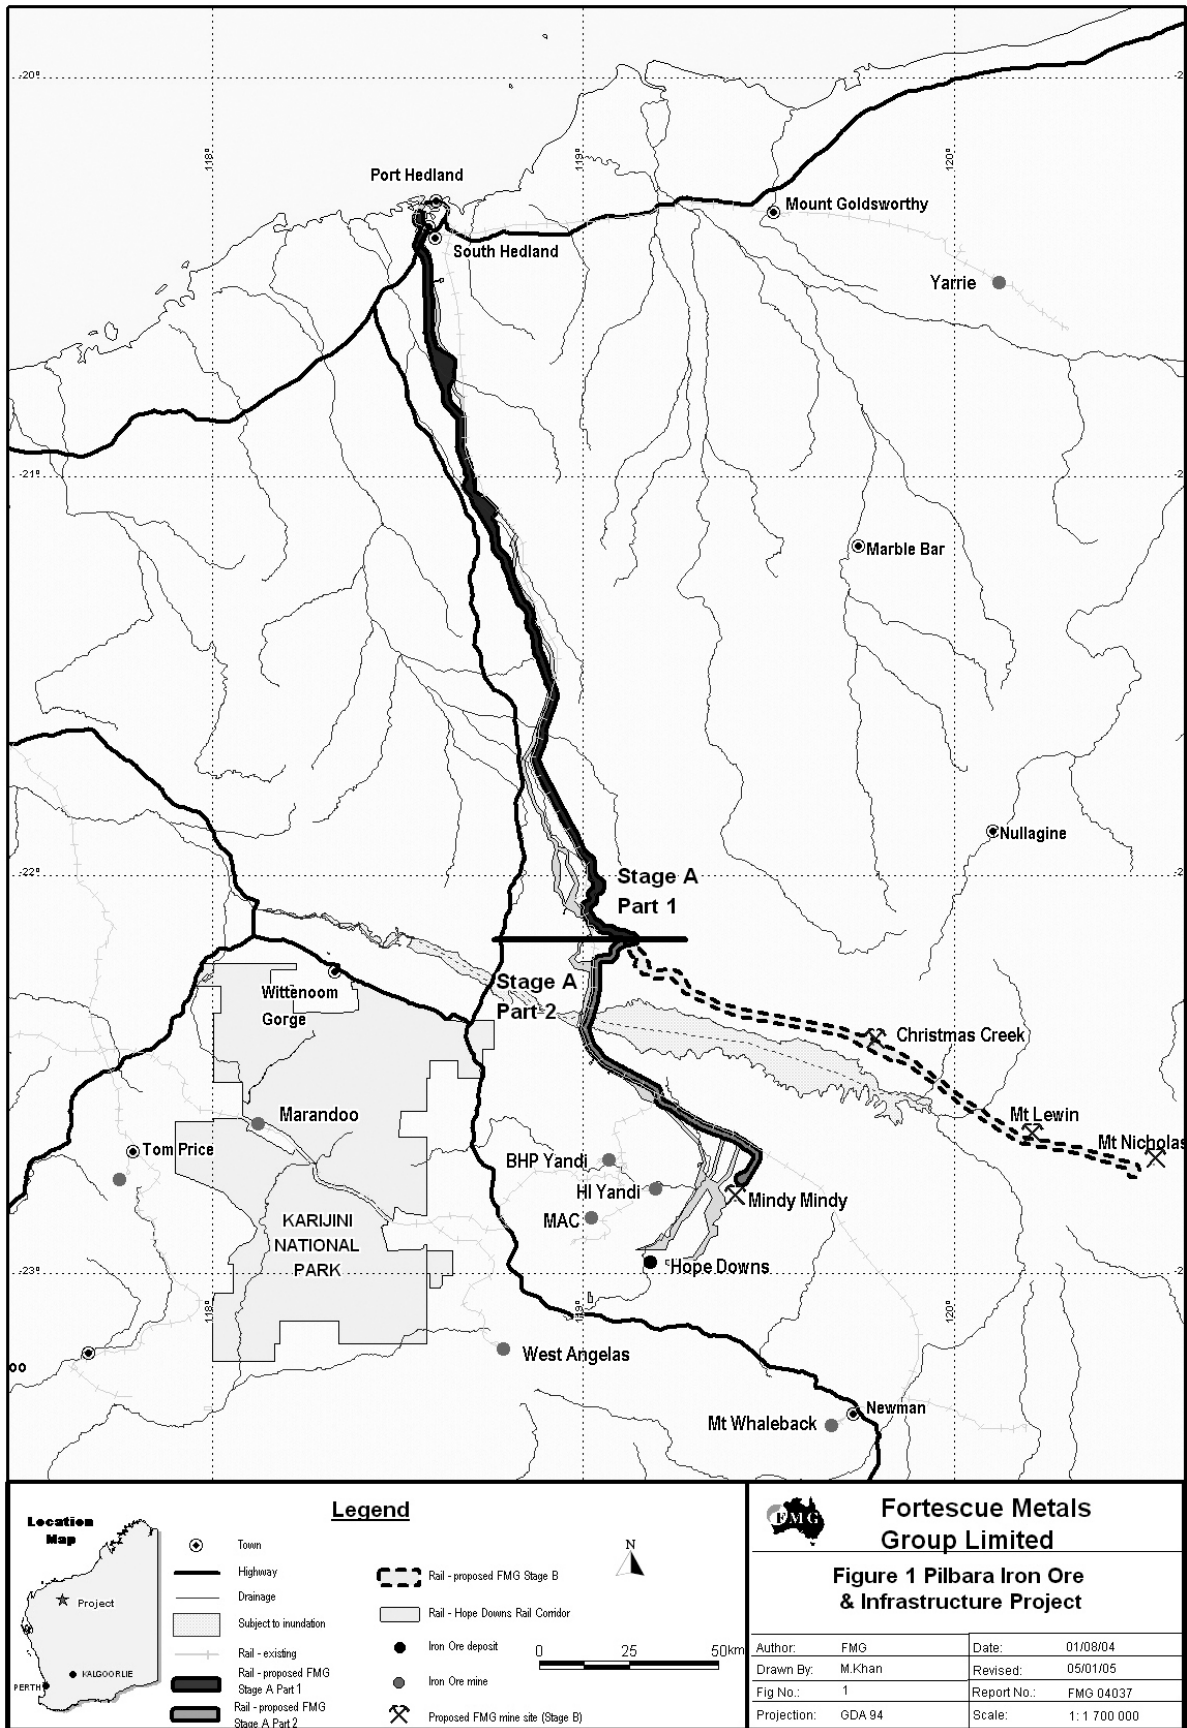 -20°
-2
118°
119°
120°
Port Hedland
Mount Goldsworthy
South Hedland
Yarrie
-21°
-2
Marble Bar
Nullagine
-22°
-2
Stage A
Part 1
Stage A
Part 2
Wittenoom
Gorge
Christmas Creek
Mt Lewin
Mt Nicholas
Marandoo
Tom Price
BHP Yandi
HI Yandi
MAC
Mindy Mindy
KARIJINI
NATIONAL
PARK
Hope Downs
-23°
-2
118°
119°
120°
West Angelas
oo
Newman
Mt Whaleback
Location
Map
Project
KALGOORLIE
PERTH
Legend
Town
Highway
Drainage
Subject to inundation
Rail - existing
Rail - proposed FMG
Stage A Part 1
Rail - proposed FMG
Stage A Part 2
Rail - proposed FMG Stage B
Rail - Hope Downs Rail Corridor
Iron Ore deposit
Iron Ore mine
Proposed FMG mine site (Stage B)
N
0 25 50km
FMG
Fortescue Metals
Group Limited
Figure 1 Pilbara Iron Ore
& Infrastructure Project
Author: FMG Date: 01/08/04
Drawn By: M.Khan Revised: 05/01/05
Fig No.: 1 Report No.: FMG 04037
Projection: GDA 94 Scale: 1: 1 700 000